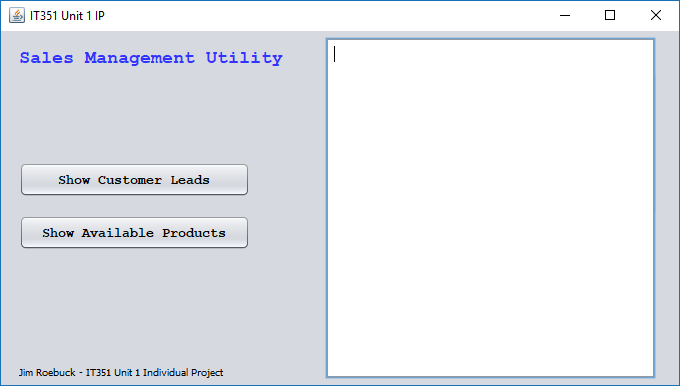 IT351 Unit 1 IP
Sales Management Utility
Show Customer Leads
Show Available Products
Jim Roebuck - IT351 Unit 1 Individual Project